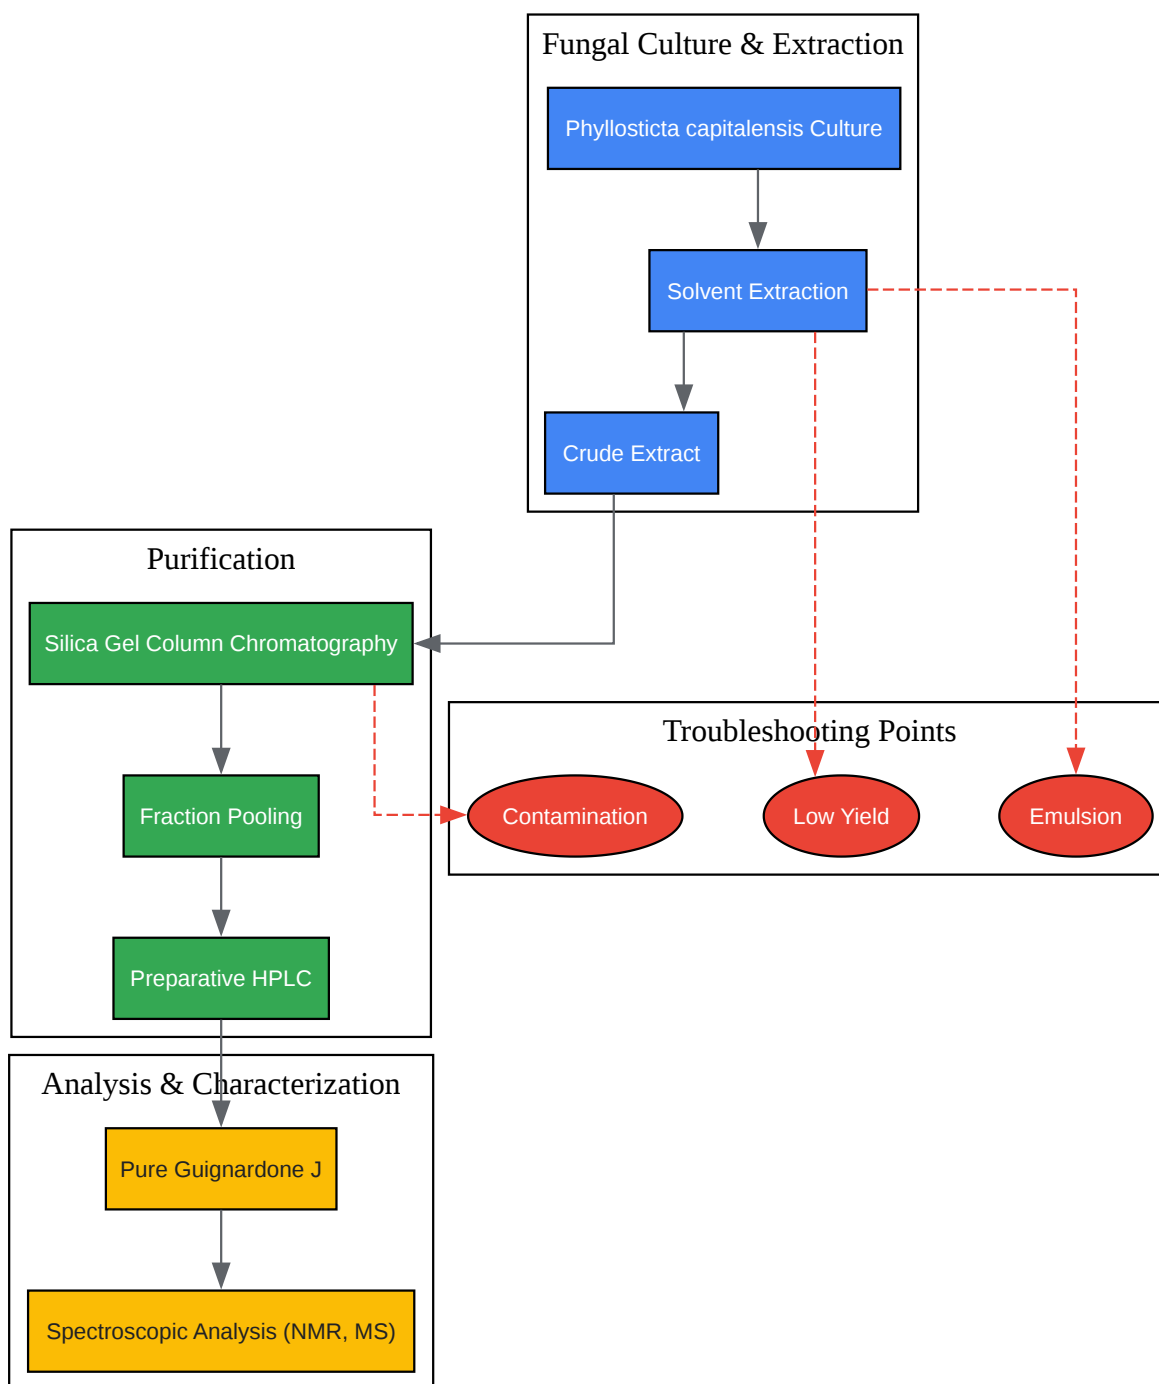 Fungal Culture & Extraction
Phyllosticta capitalensis Culture
Solvent Extraction
Crude Extract
Purification
Silica Gel Column Chromatography
Fraction Pooling
Preparative HPLC
Troubleshooting Points
Contamination
Low Yield
Emulsion
Analysis & Characterization
Pure Guignardone J
Spectroscopic Analysis (NMR, MS)